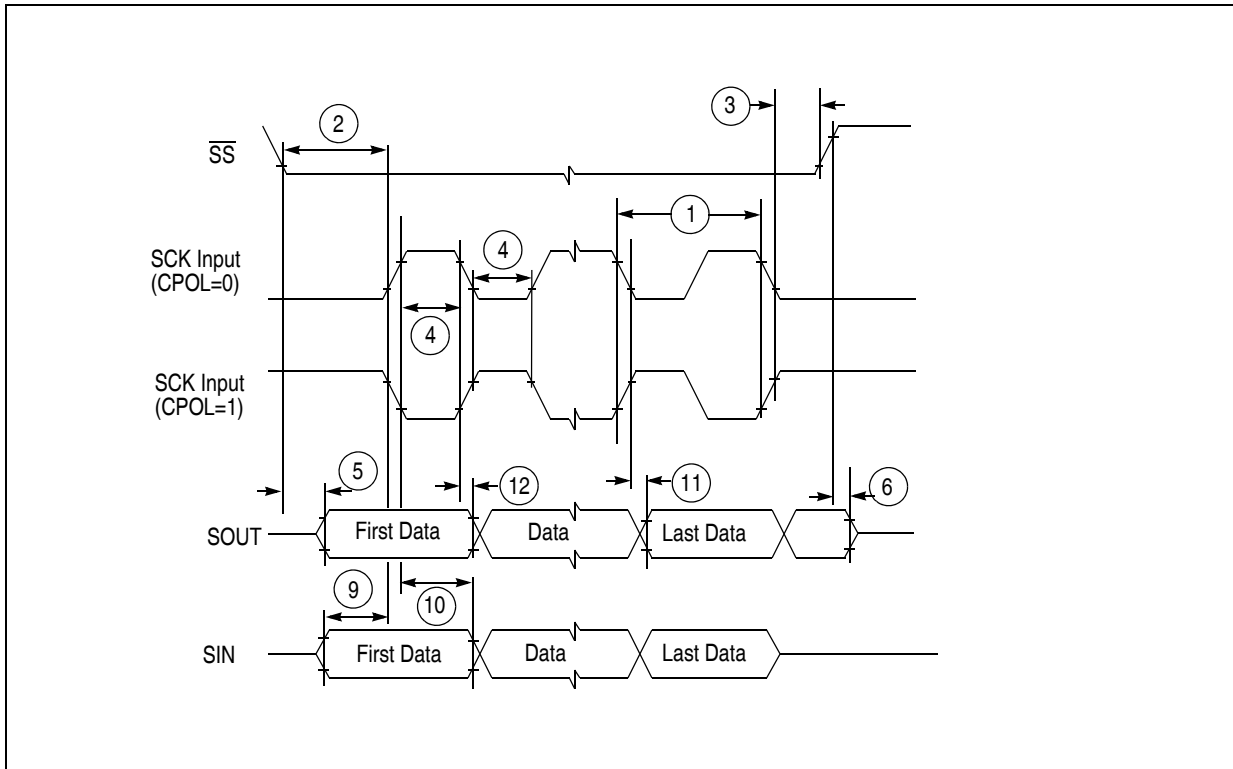 3
2
SS
1
4
SCK Input
(CPOL=0)
4
SCK Input
(CPOL=1)
5
12
11
6
SOUT
First Data
Data
Last Data
9
10
SIN
First Data
Data
Last Data